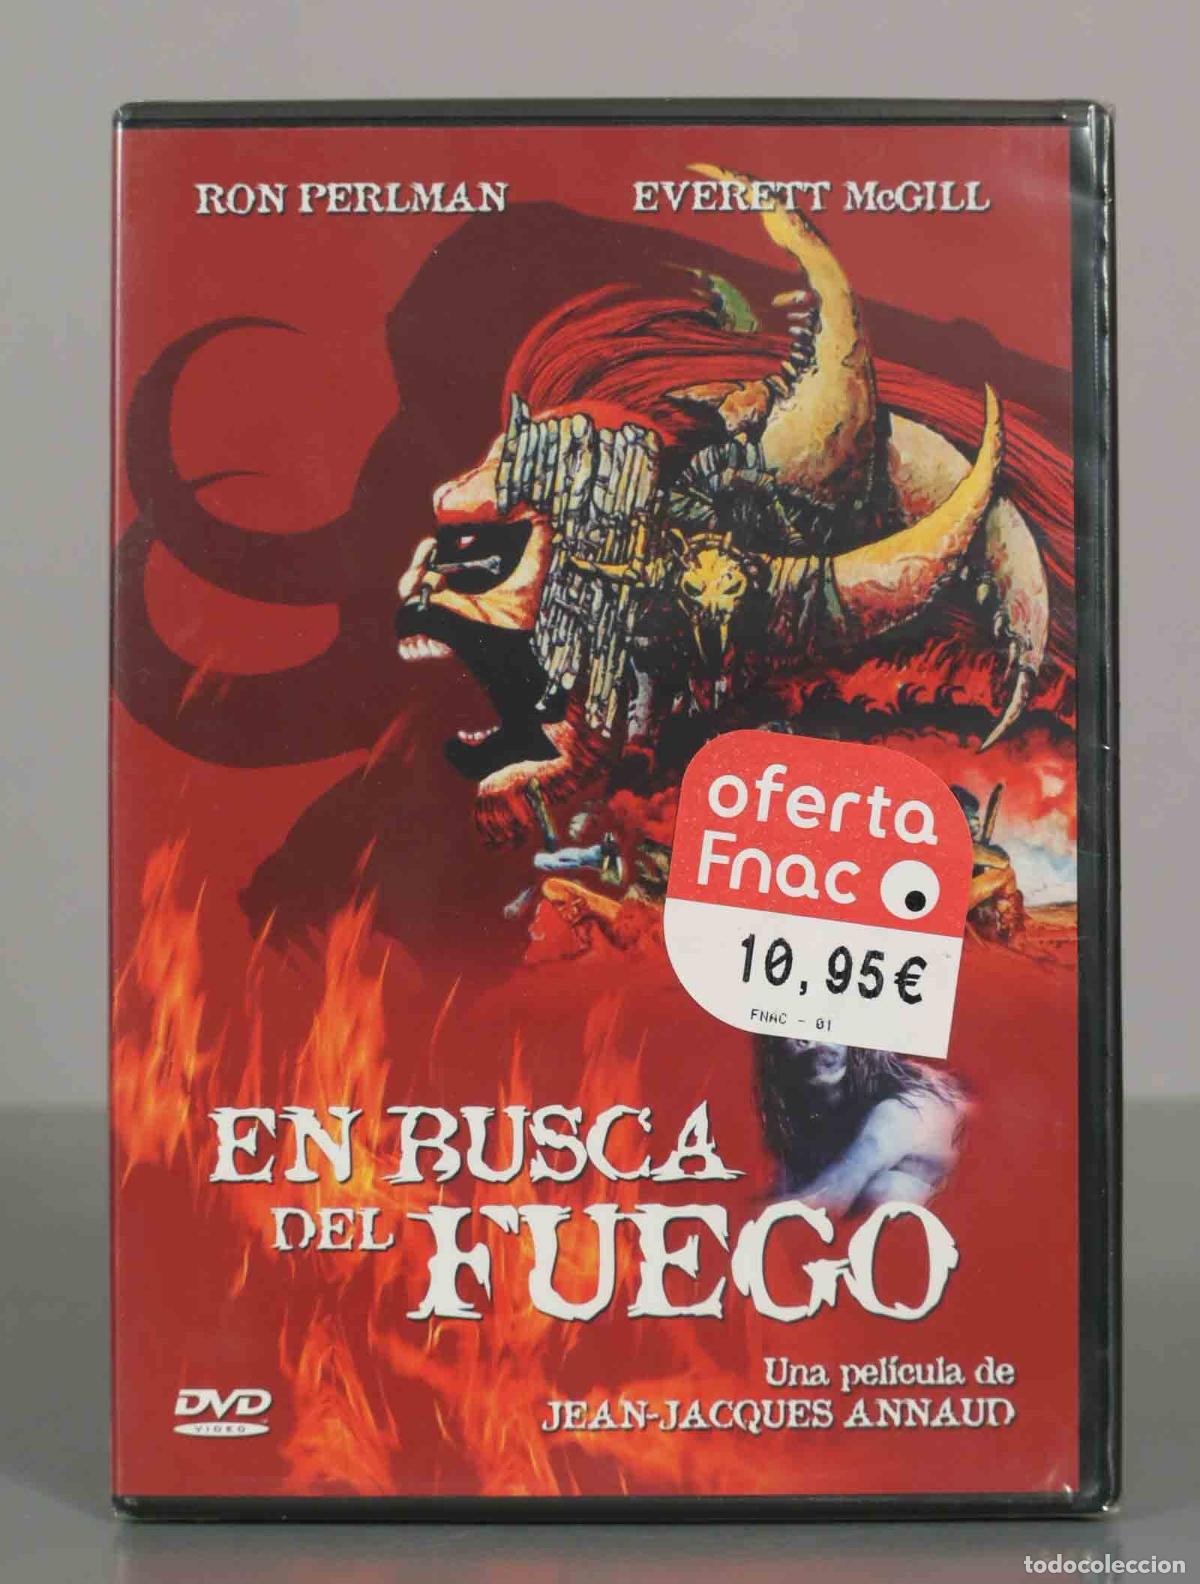 RON PERLMAN
EVERETT McGILL
oferta
Fnac
10,95€
FNAC - 01
EN BUSCA
DEL FUEGO
Una película de
JEAN-JACQUES ANNAUD
DVD
VIDEO
todocoleccion